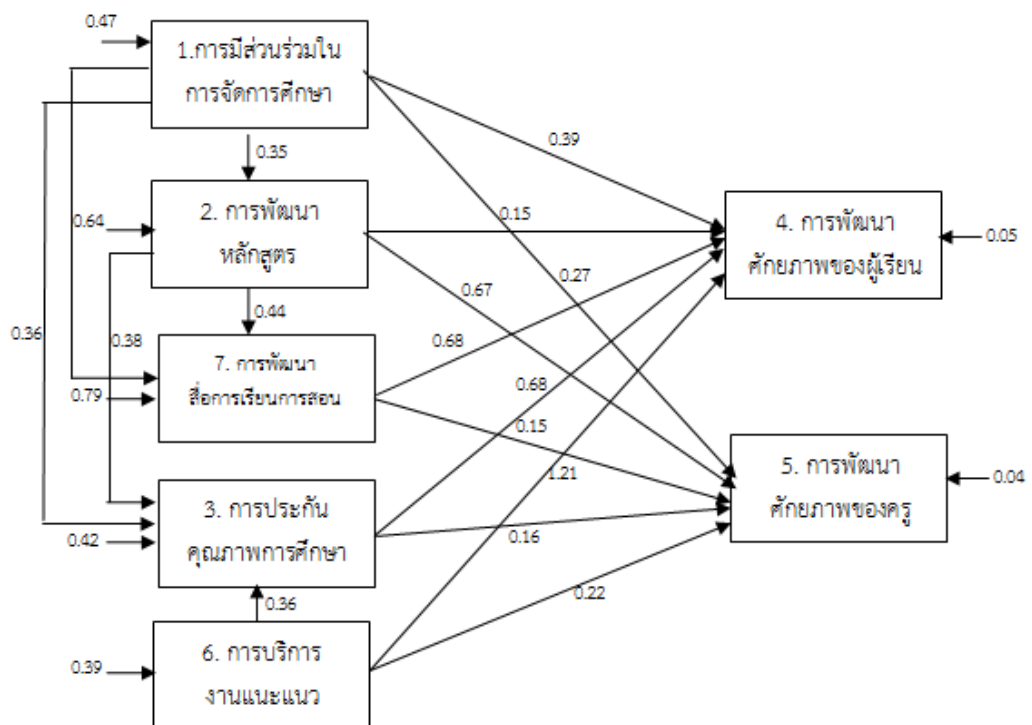 0.47
1.การมีส่วนร่วมใน
การจัดการศึกษา
0.35
0.39
2. การพัฒนา
หลักสูตร
0.64
0.15
4. การพัฒนา
ศักยภาพของผู้เรียน
0.05
0.27
0.67
0.44
0.36
0.38
0.68
7. การพัฒนา
สื่อการเรียนการสอน
0.79
0.68
0.15
5. การพัฒนา
ศักยภาพของครู
0.04
1.21
3. การประกัน
คุณภาพการศึกษา
0.42
0.16
0.36
0.22
6. การบริการ
งานแนะแนว
0.39